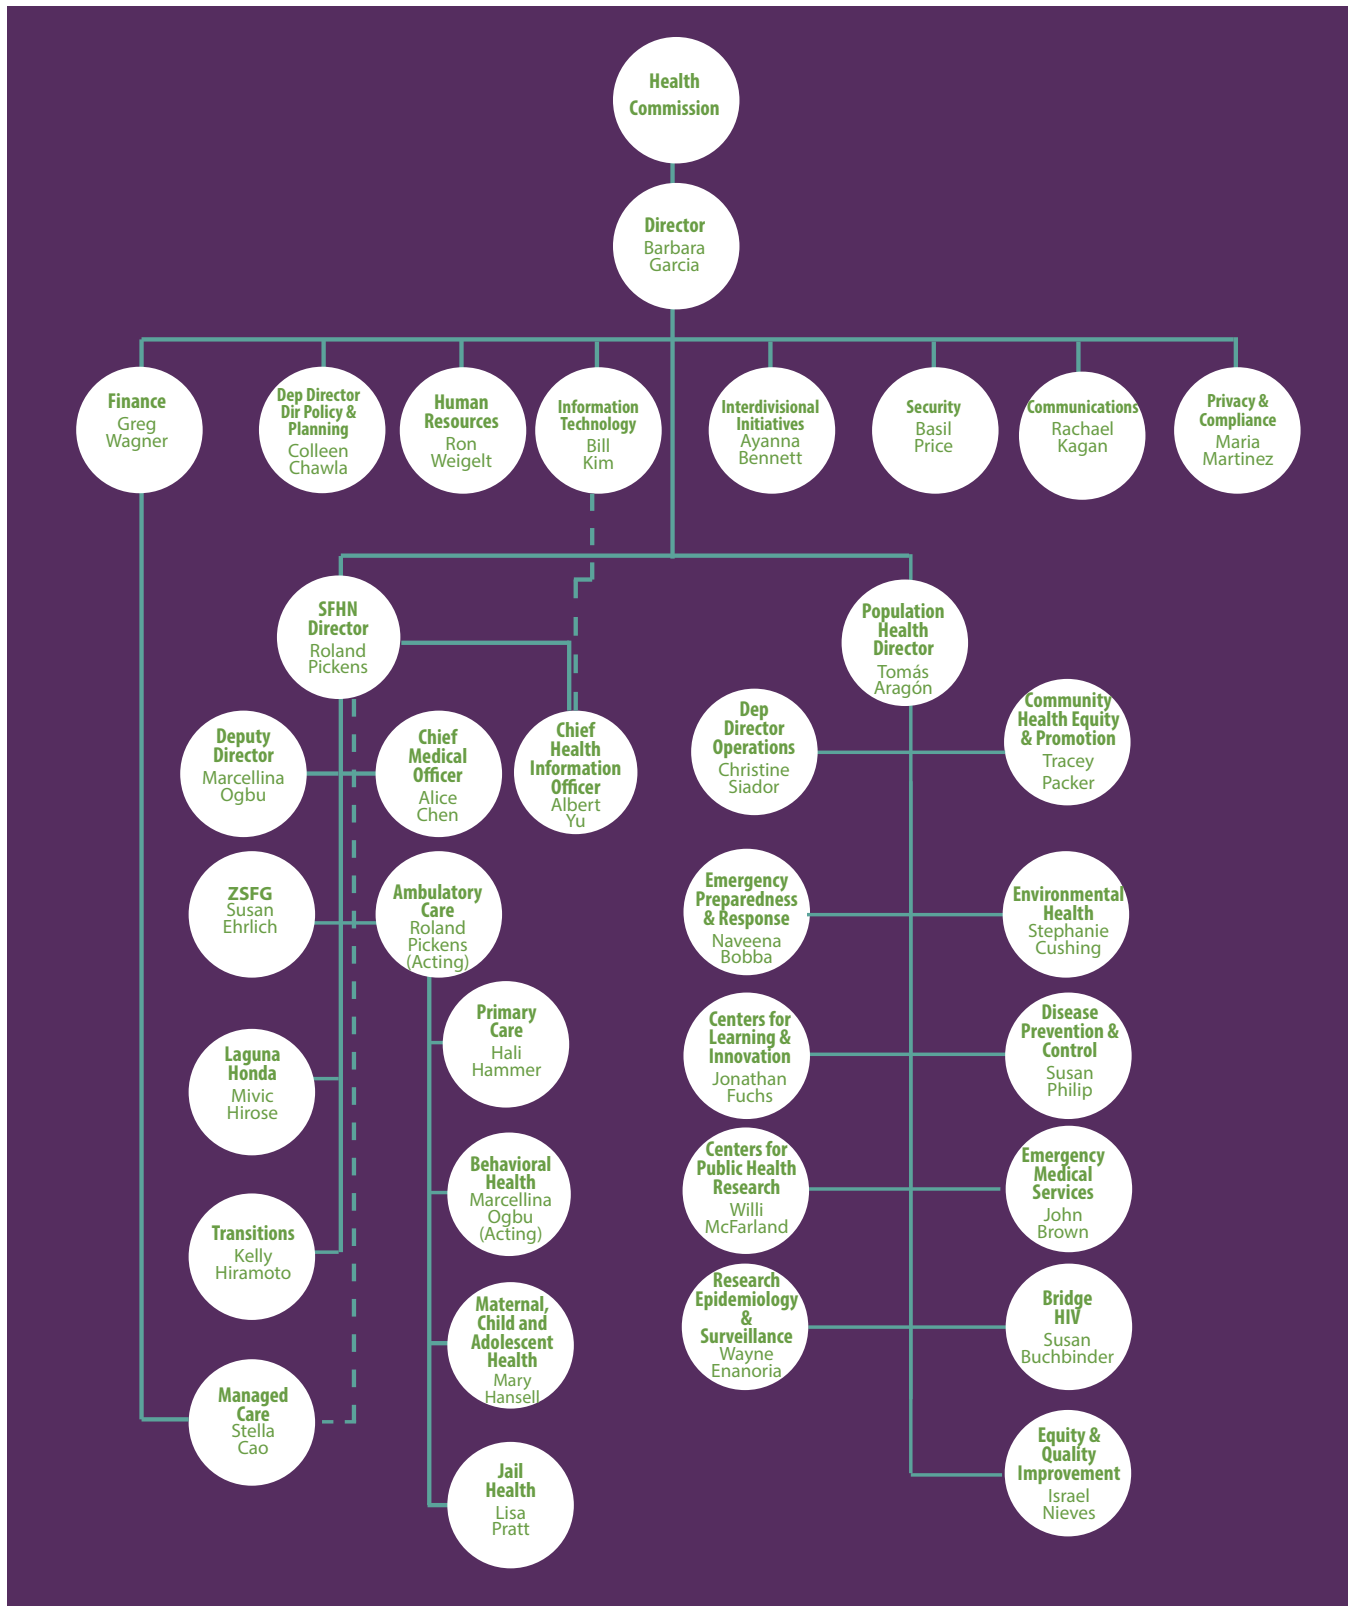 Health
Commission
Director
Barbara
Garcia
Finance
Greg
Wagner
Dep Director
Dir Policy &
Planning
Colleen
Chawla
Human
Resources
Ron
Weigelt
Information
Technology
Bill
Kim
Interdivisional
Initiatives
Ayanna
Bennett
Security
Basil
Price
Communications
Rachael
Kagan
Privacy &
Compliance
Maria
Martinez
SFHN
Director
Roland
Pickens
Population
Health
Director
Tomás
Aragón
Deputy
Director
Marcellina
Ogbu
Chief
Medical
Officer
Alice
Chen
Chief
Health
Information
Officer
Albert
Yu
Dep
Director
Operations
Christine
Siador
Community
Health Equity
& Promotion
Tracey
Packer
ZSFG
Susan
Ehrlich
Ambulatory
Care
Roland
Pickens
(Acting)
Emergency
Preparedness
& Response
Naveena
Bobba
Environmental
Health
Stephanie
Cushing
Laguna
Honda
Mivic
Hirose
Primary
Care
Hali
Hammer
Centers for
Learning &
Innovation
Jonathan
Fuchs
Disease
Prevention &
Control
Susan
Philip
Transitions
Kelly
Hiramoto
Behavioral
Health
Marcellina
Ogbu
(Acting)
Centers for
Public Health
Research
Willi
McFarland
Emergency
Medical
Services
John
Brown
Maternal,
Child and
Adolescent
Health
Mary
Hansell
Research
Epidemiology
&
Surveillance
Wayne
Enanoria
Bridge
HIV
Susan
Buchbinder
Managed
Care
Stella
Cao
Jail
Health
Lisa
Pratt
Equity &
Quality
Improvement
Israel
Nieves